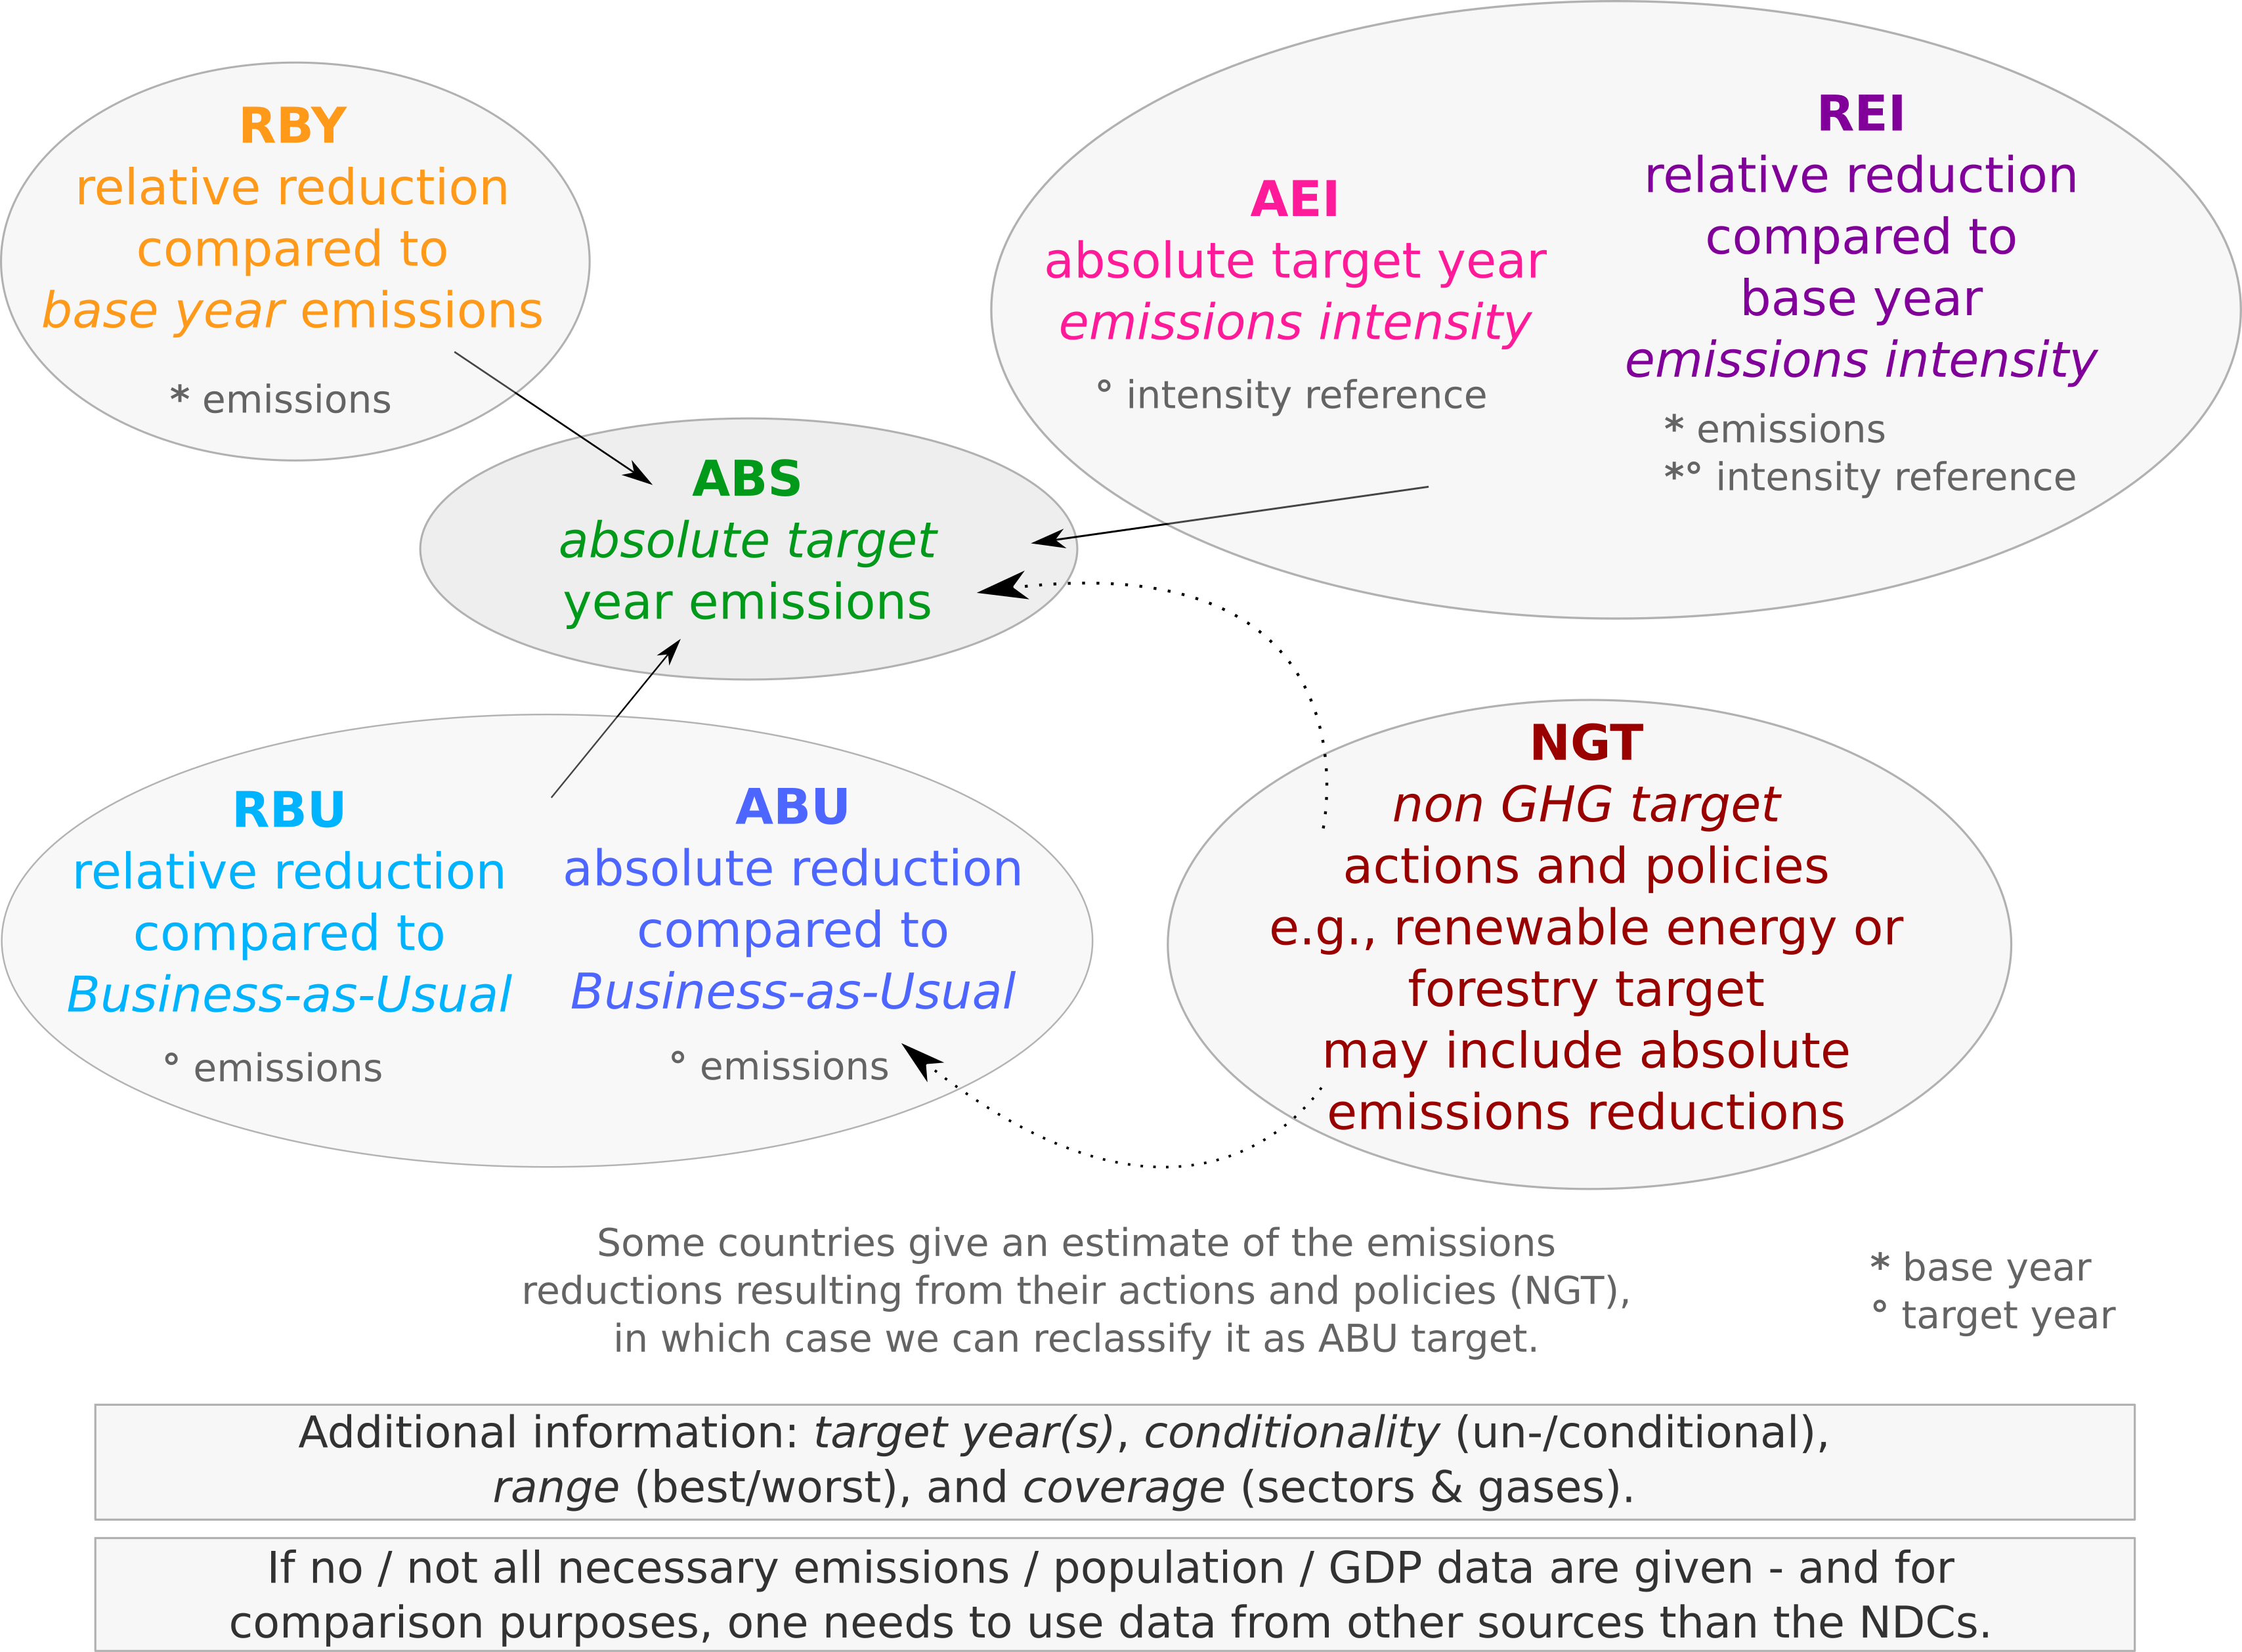 RBY
relative reduction
compared to
base year emissions
* emissions
AEI
absolute target year
emissions intensity
° intensity reference
REI
relative reduction
compared to
base year
emissions intensity
* emissions
*° intensity reference
ABS
absolute target
year emissions
RBU
relative reduction
compared to
Business-as-Usual
° emissions
ABU
absolute reduction
compared to
Business-as-Usual
° emissions
NGT
non GHG target
actions and policies
e.g., renewable energy or
forestry target
may include absolute
emissions reductions
Some countries give an estimate of the emissions
reductions resulting from their actions and policies (NGT),
in which case we can reclassify it as ABU target.
* base year
° target year
Additional information: target year(s), conditionality (un-/conditional),
range (best/worst), and coverage (sectors & gases).
If no / not all necessary emissions / population / GDP data are given - and for
comparison purposes, one needs to use data from other sources than the NDCs.